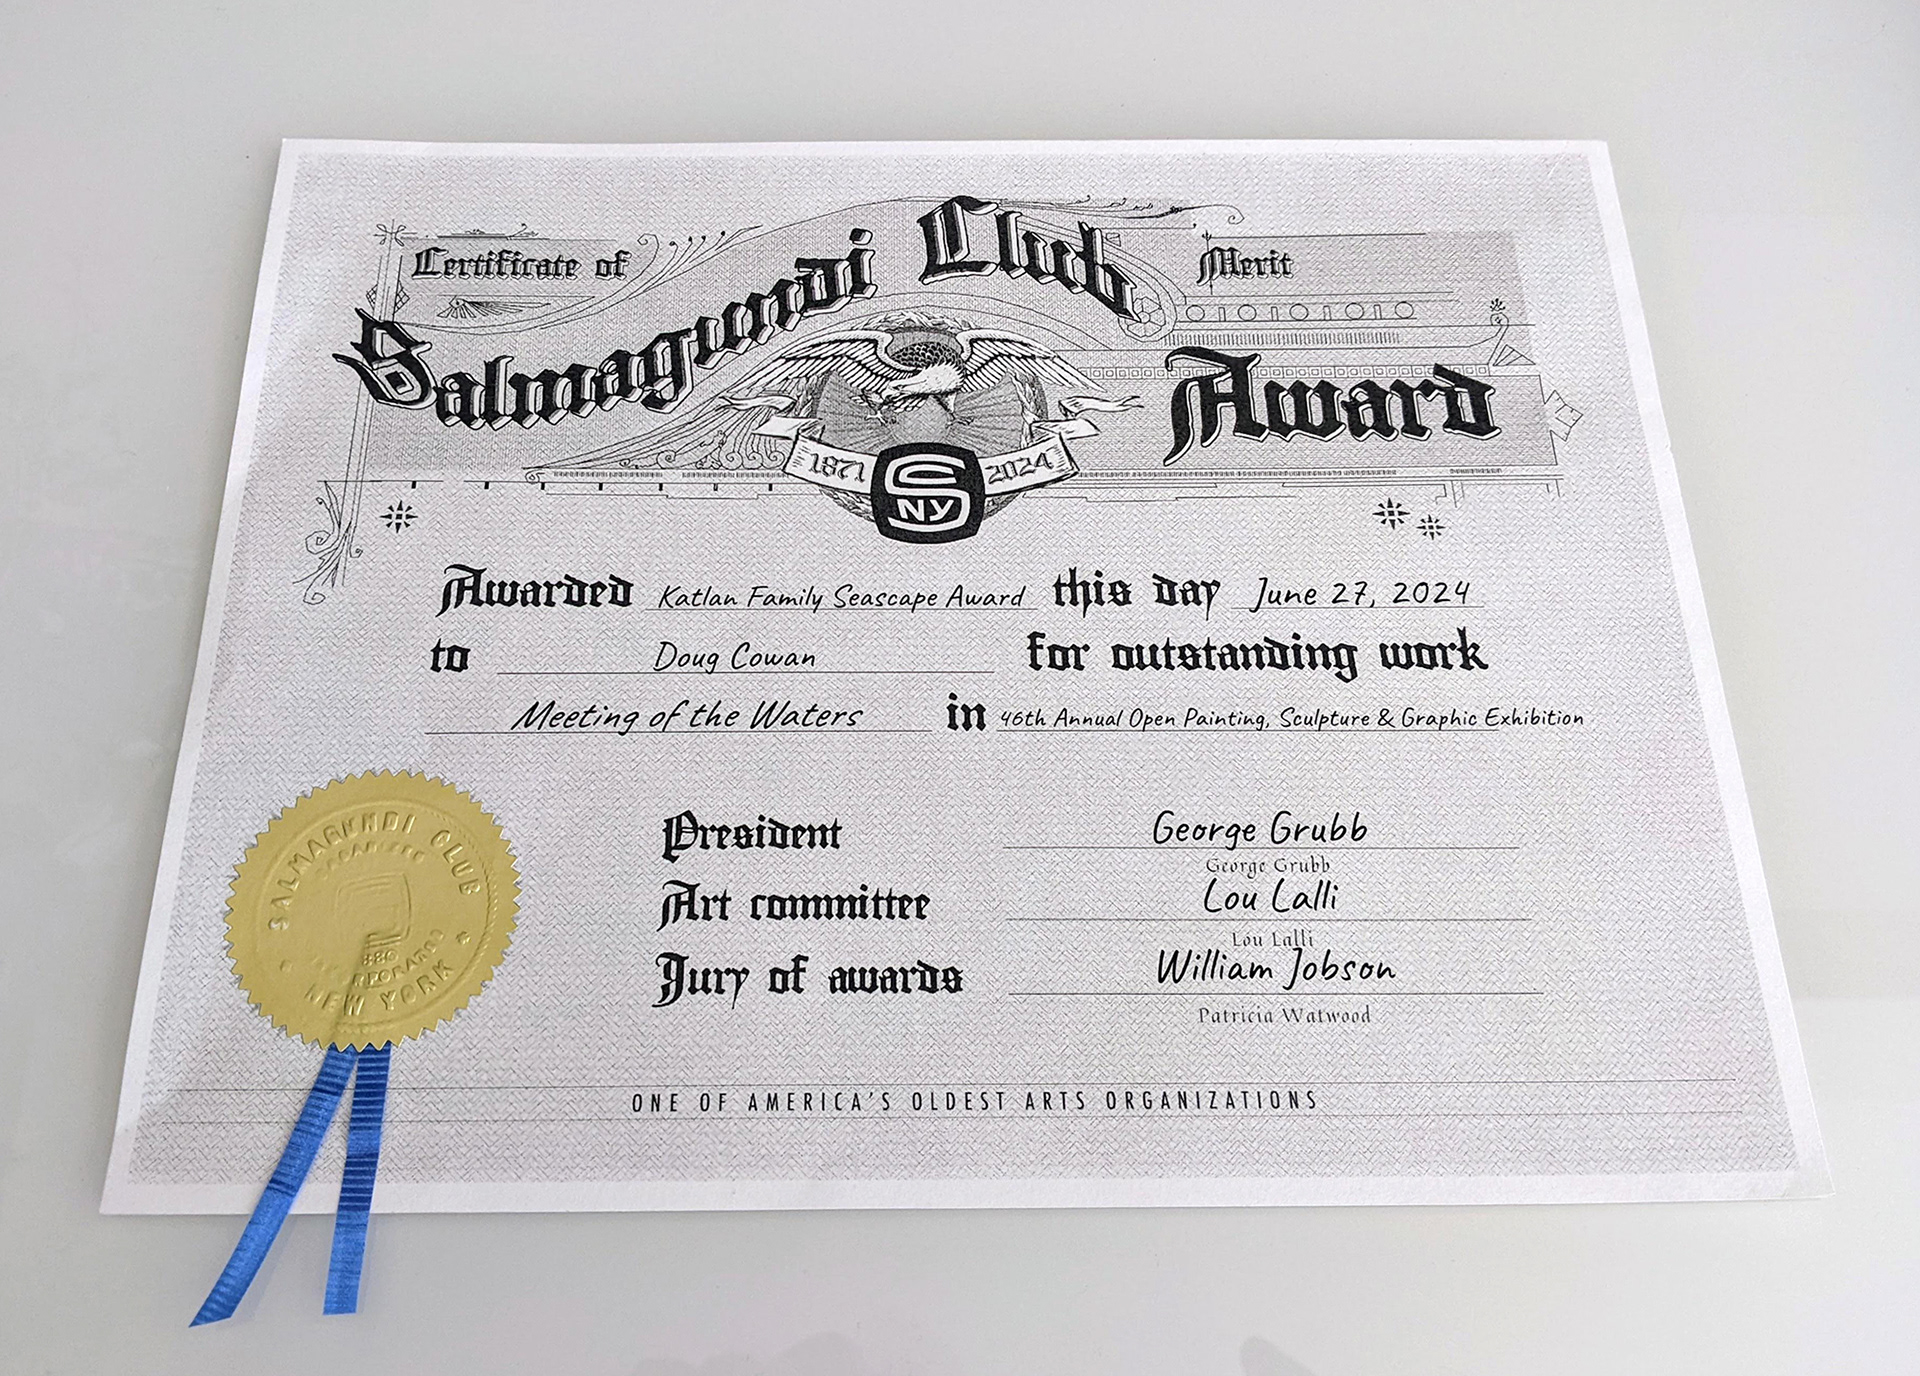 Certificate of Merit
Salmagundi Club Award
1871 SC NY 2024
Awarded Katlan Family Seascape Award this day June 27, 2024
to Doug Cowan for outstanding work
Meeting of the Waters in 46th Annual Open Painting, Sculpture & Graphic Exhibition
President George Grubb
George Grubb
Art committee Lou Lalli
Lou Lalli
Jury of awards William Jobson
Patricia Watwood
SALMAGUNDI CLUB
NEW YORK
ONE OF AMERICA'S OLDEST ARTS ORGANIZATIONS